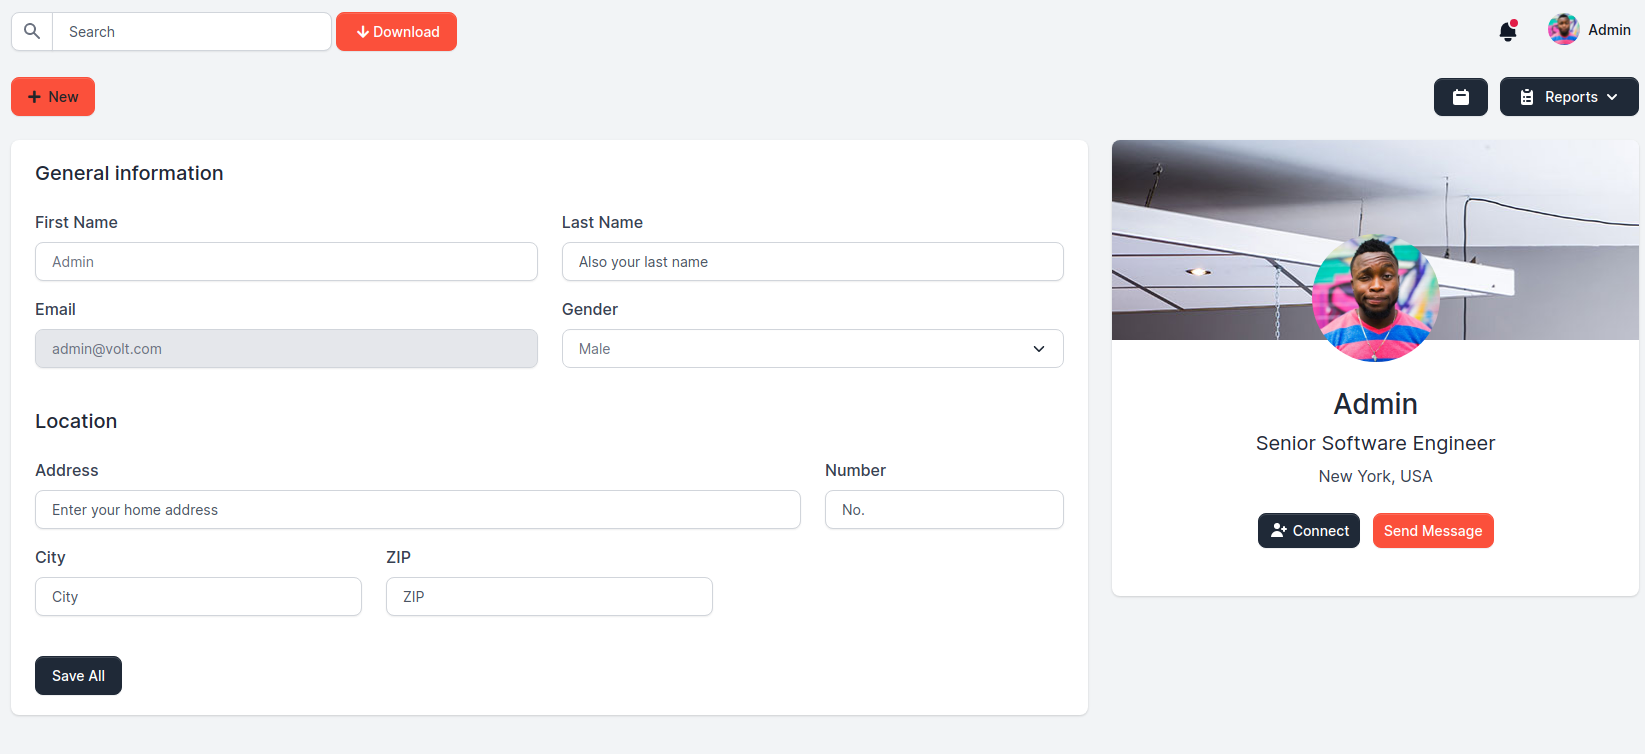 Search
Download
Admin
New
Reports
General information
First Name
Last Name
Admin
Also your last name
Email
Gender
admin@volt.com
Male
Location
Address
Number
Enter your home address
No.
City
ZIP
City
ZIP
Save All
Admin
Senior Software Engineer
New York, USA
Connect
Send Message